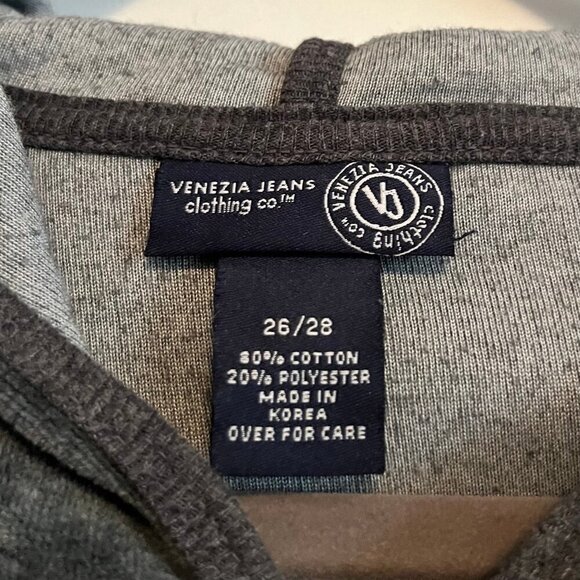 VENEZIA JEANS
clothing co.™
VENEZIA JEANS
clothing co™
VJ
26/28
80% COTTON
20% POLYESTER
MADE IN
KOREA
OVER FOR CARE